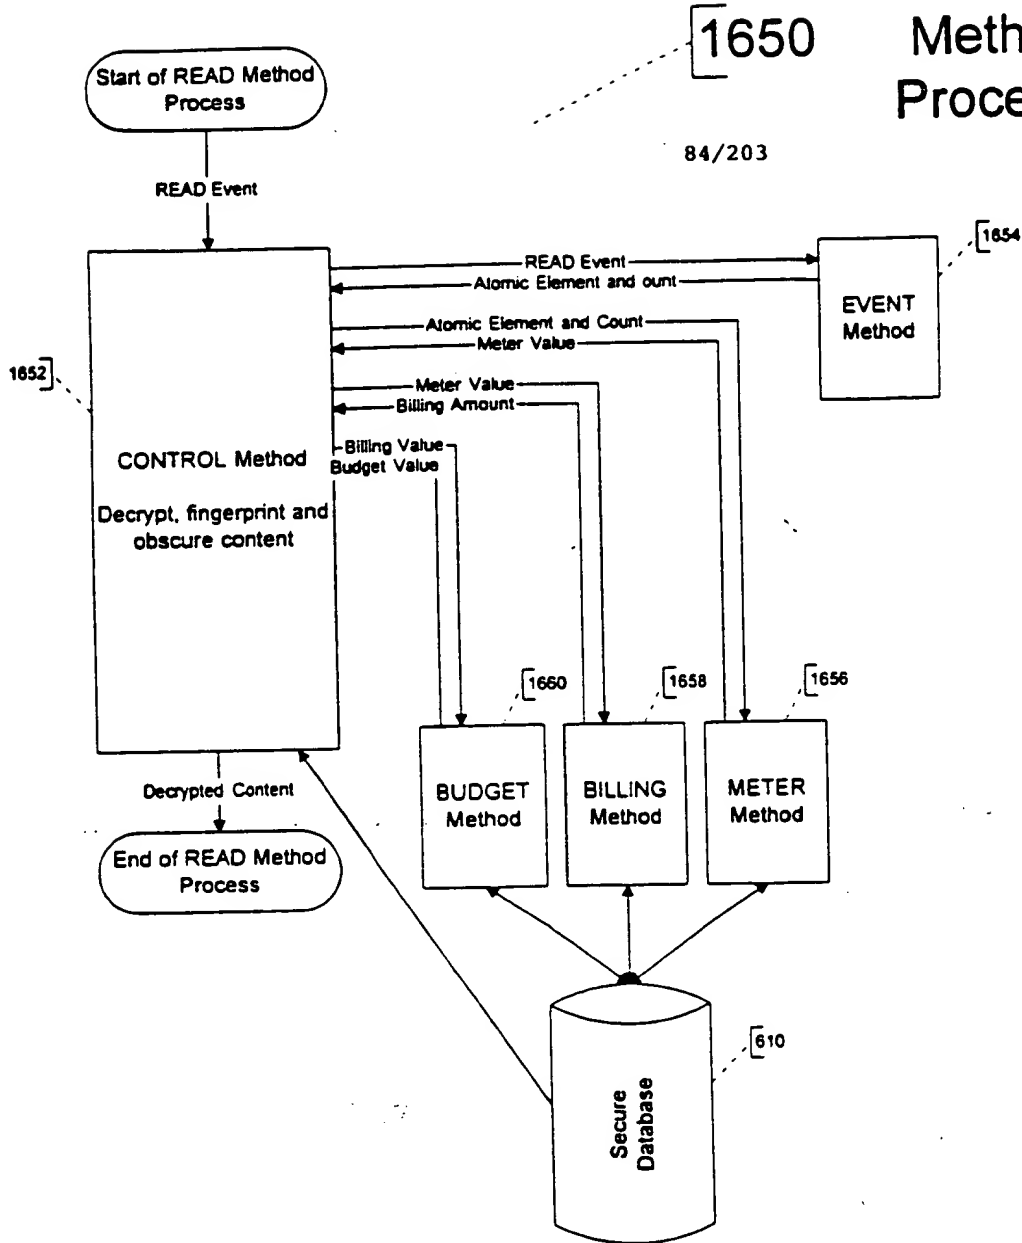 1650 Meth
Proce
84/203
Start of READ Method
Process
READ Event
1654
READ Event
Atomic Element and ount
EVENT
Method
Atomic Element and Count
Meter Value
1652
Meter Value
Billing Amount
CONTROL Method
Billing Value
Budget Value
Decrypt, fingerprint and
obscure content
1660
1658
1656
BUDGET
Method
BILLING
Method
METER
Method
Decrypted Content
End of READ Method
Process
610
Secure
Database